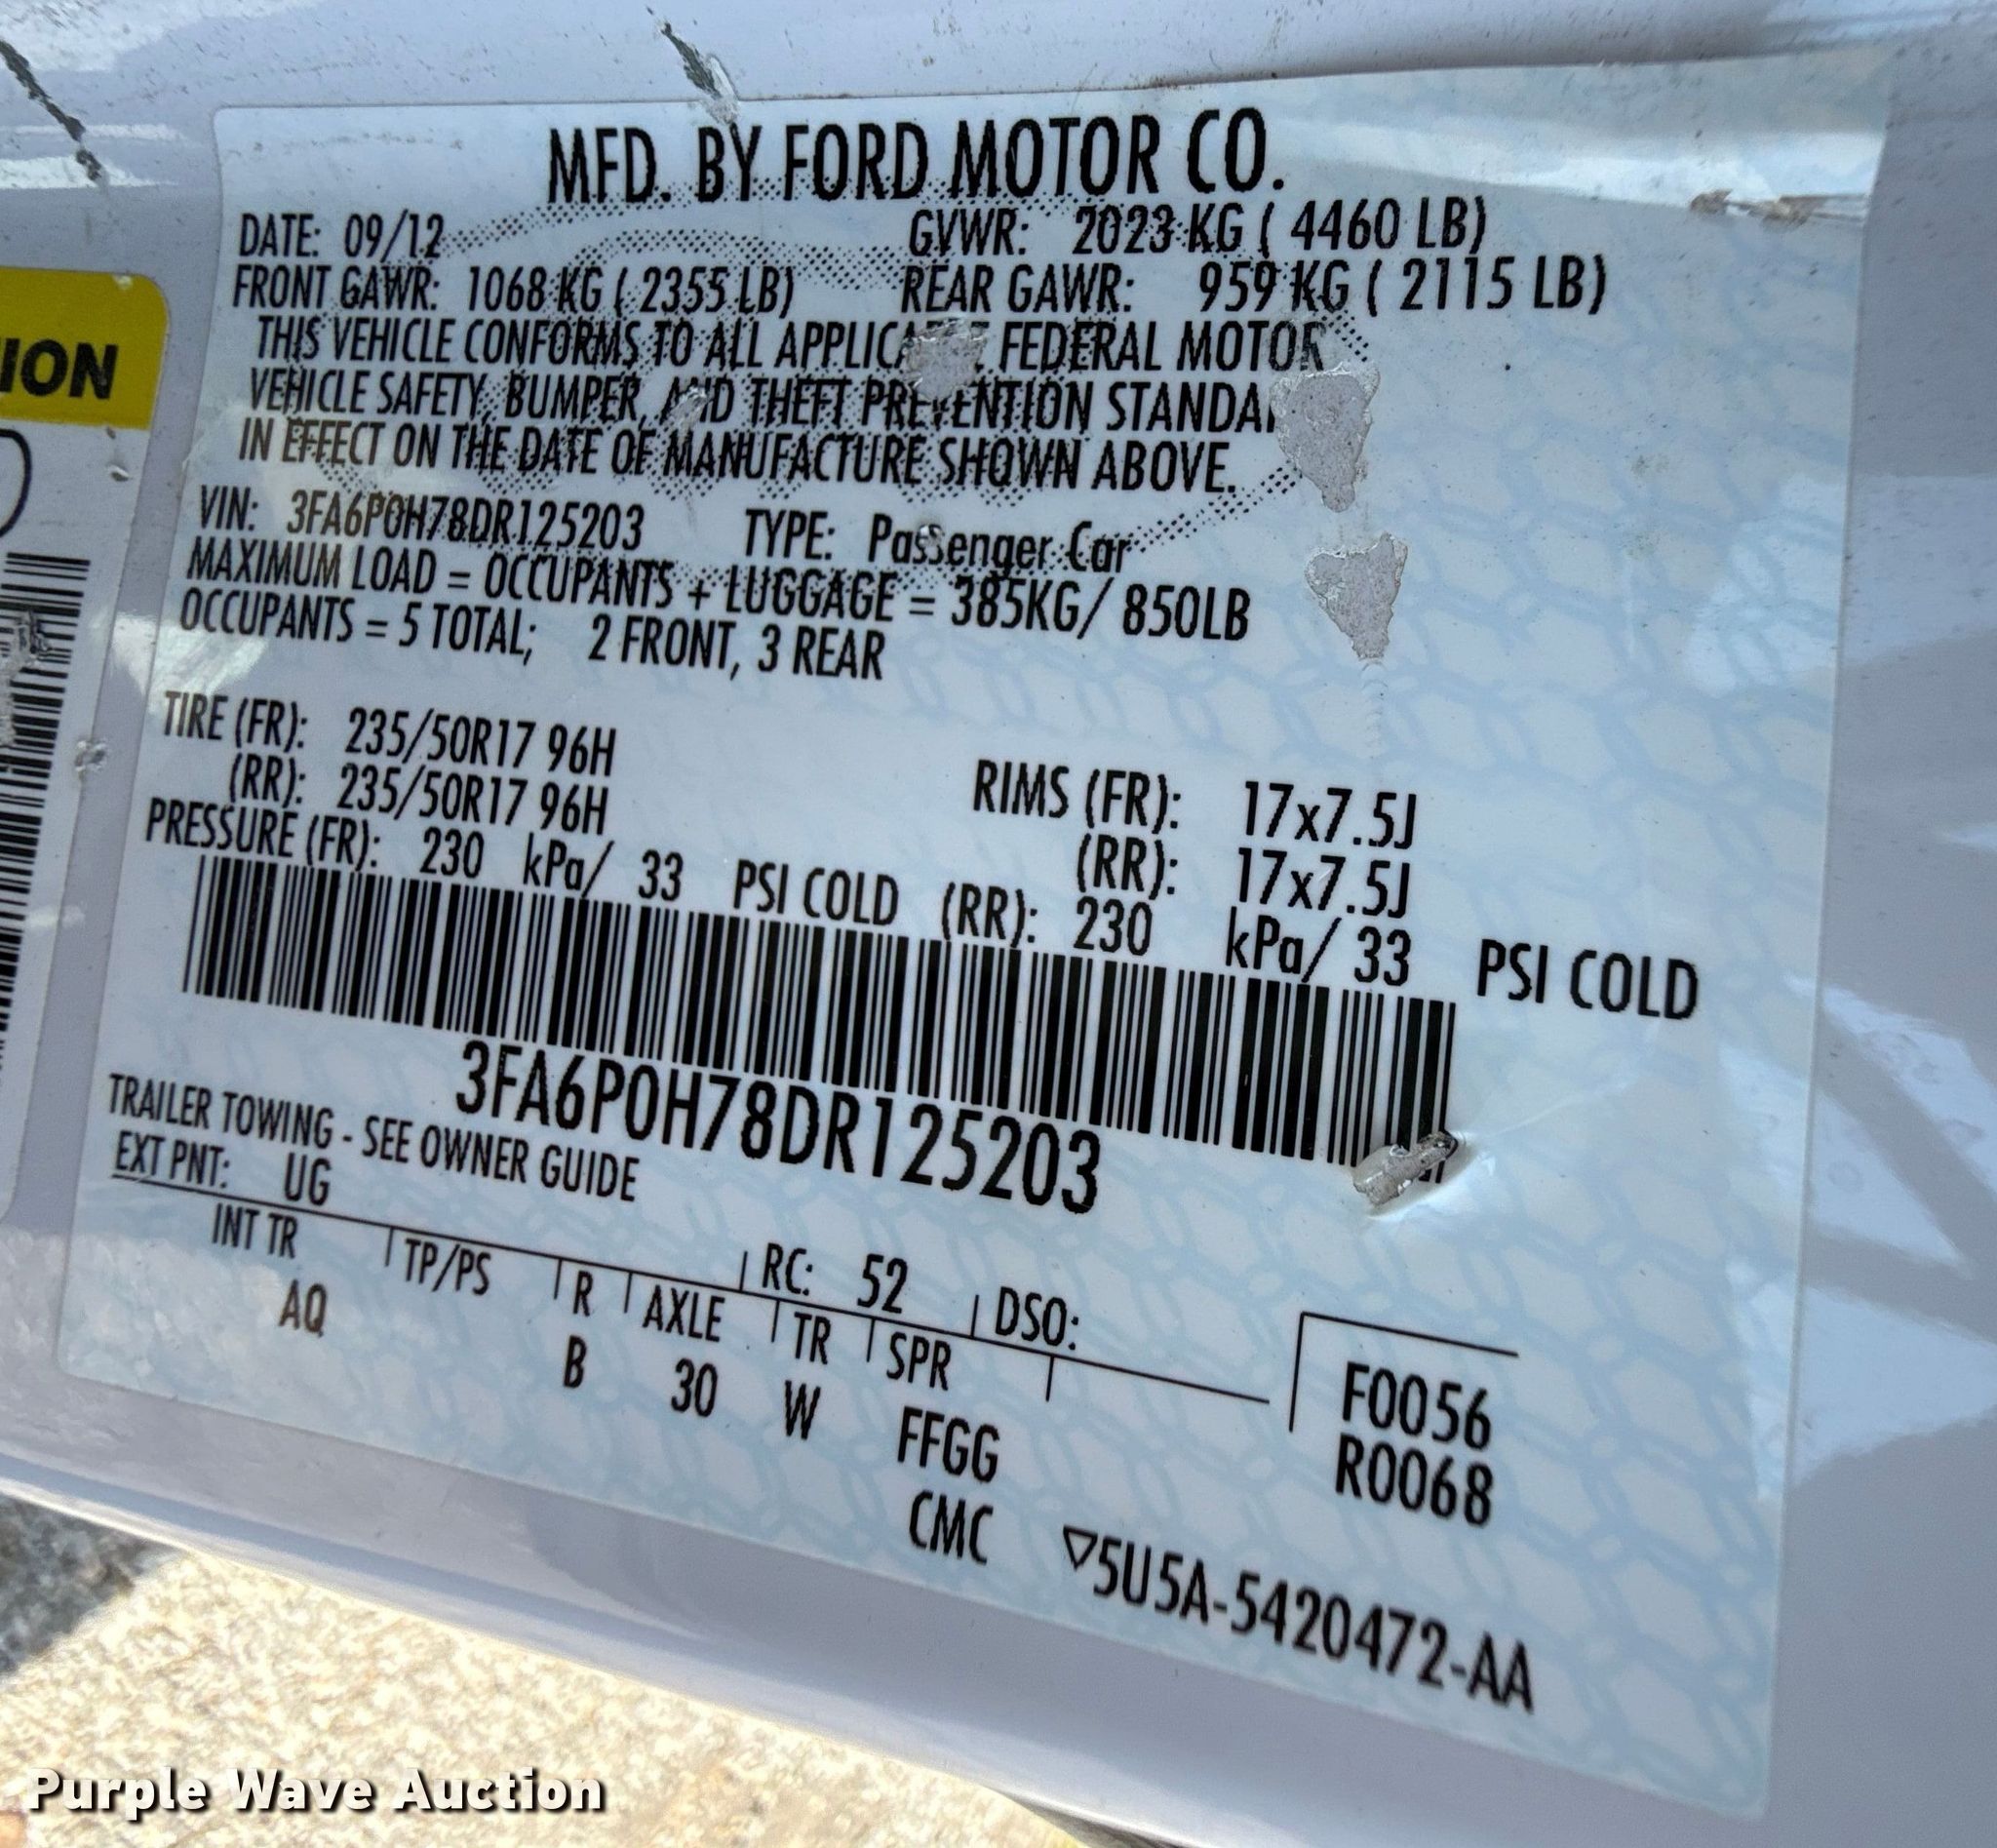 MFD. BY FORD MOTOR CO.
DATE: 09/12 GVWR: 2023 KG ( 4460 LB)
FRONT GAWR: 1068 KG ( 2355 LB) REAR GAWR: 959 KG ( 2115 LB)
THIS VEHICLE CONFORMS TO ALL FEDERAL MOTOR
VEHICLE SAFETY, BUMPER, AND THEFT PREVENTION
IN EFFECT ON THE DATE OF MANUFACTURE SHOWN ABOVE.
VIN: 3FA6P0H78DR125203 TYPE: Passenger Car
MAXIMUM LOAD = OCCUPANTS + LUGGAGE = 385KG/ 850LB
OCCUPANTS = 5 TOTAL; 2 FRONT, 3 REAR
TIRE (FR): 235/50R17 96H RIMS (FR): 17x7.5J
(RR): 235/50R17 96H (RR): 17x7.5J
PRESSURE (FR): 230 kPa/ 33 PSI COLD (RR): 230 kPa/ 33 PSI COLD
3FA6P0H78DR125203
TRAILER TOWING - SEE OWNER GUIDE
EXT PNT: UG RC: 52 DSO:
INT TR TP/PS R AXLE TR SPR
AQ B 30 W FFGG
CMC
F0056
R0068
▽5U5A-5420472-AA
ION
Purple Wave Auction